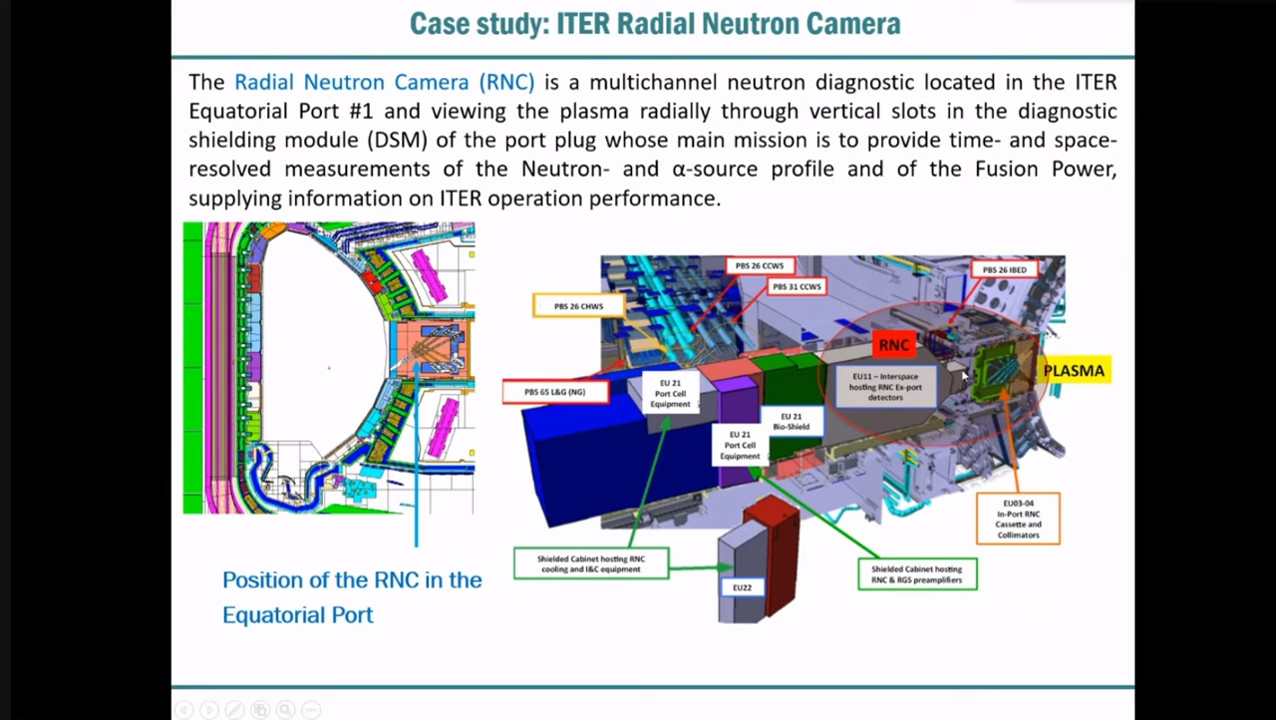 Case study: ITER Radial Neutron Camera
The Radial Neutron Camera (RNC) is a multichannel neutron diagnostic located in the ITER
Equatorial Port #1 and viewing the plasma radially through vertical slots in the diagnostic
shielding module (DSM) of the port plug whose main mission is to provide time- and space-
resolved measurements of the Neutron- and α-source profile and of the Fusion Power,
supplying information on ITER operation performance.
PBS 26 CCWS
PBS 31 CCWS
PBS 26 IBED
PBS 26 CHWS
RNC
PLASMA
EU11 – Interspace
hosting RNC Ex-port
detectors
PBS 65 L&G (NG)
EU 21
Port Cell
Equipment
EU 21
Bio-Shield
EU 21
Port Cell
Equipment
EU03-04
In-Port RNC
Cassette and
Collimators
Shielded Cabinet hosting RNC
cooling and I&C equipment
EU22
Shielded Cabinet hosting
RNC & RGS preamplifiers
Position of the RNC in the
Equatorial Port